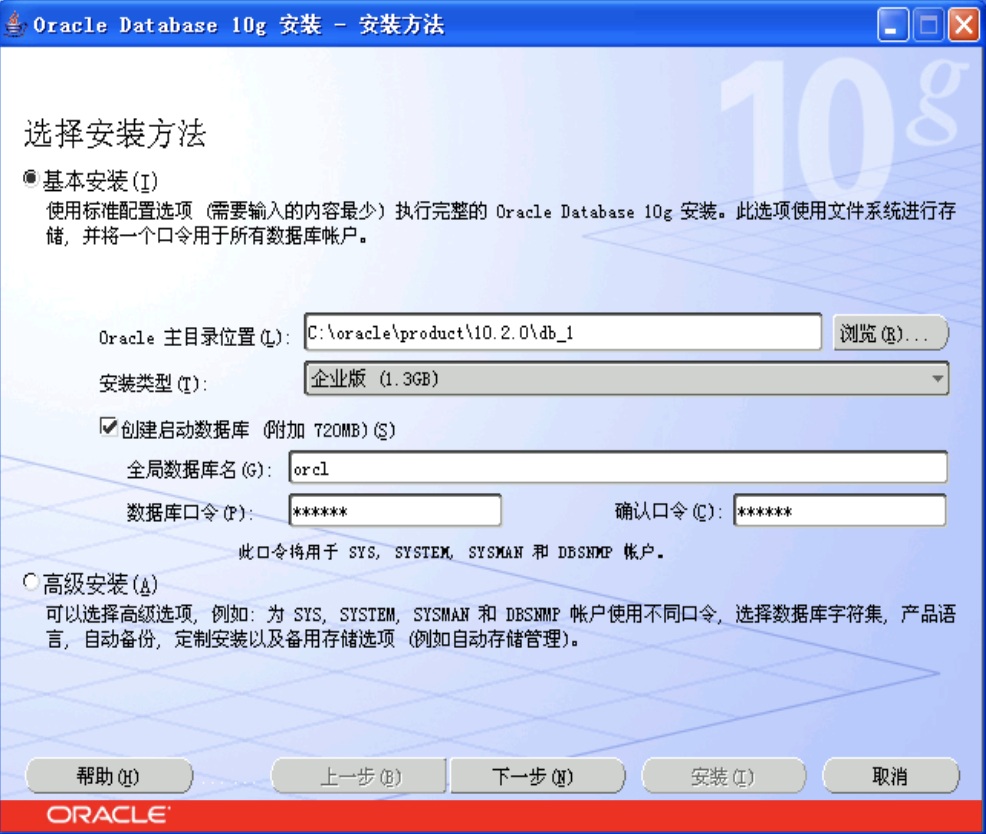 Oracle Database 10g 安装 - 安装方法
10g
选择安装方法
基本安装(I)
使用标准配置选项 (需要输入的内容最少) 执行完整的 Oracle Database 10g 安装。此选项使用文件系统进行存
储, 并将一个口令用于所有数据库帐户。
Oracle 主目录位置(L): C:\oracle\product\10.2.0\db_1 浏览(R)...
安装类型(T): 企业版 (1.3GB)
创建启动数据库 (附加 720MB)(S)
全局数据库名(G): orcl
数据库口令(P): ****** 确认口令(C): ******
此口令将用于 SYS, SYSTEM, SYSMAN 和 DBSNMP 帐户。
高级安装(A)
可以选择高级选项, 例如: 为 SYS, SYSTEM, SYSMAN 和 DBSNMP 帐户使用不同口令, 选择数据库字符集, 产品语
言, 自动备份, 定制安装以及备用存储选项 (例如自动存储管理)。
帮助(H) 上一步(B) 下一步(N) 安装(I) 取消
ORACLE